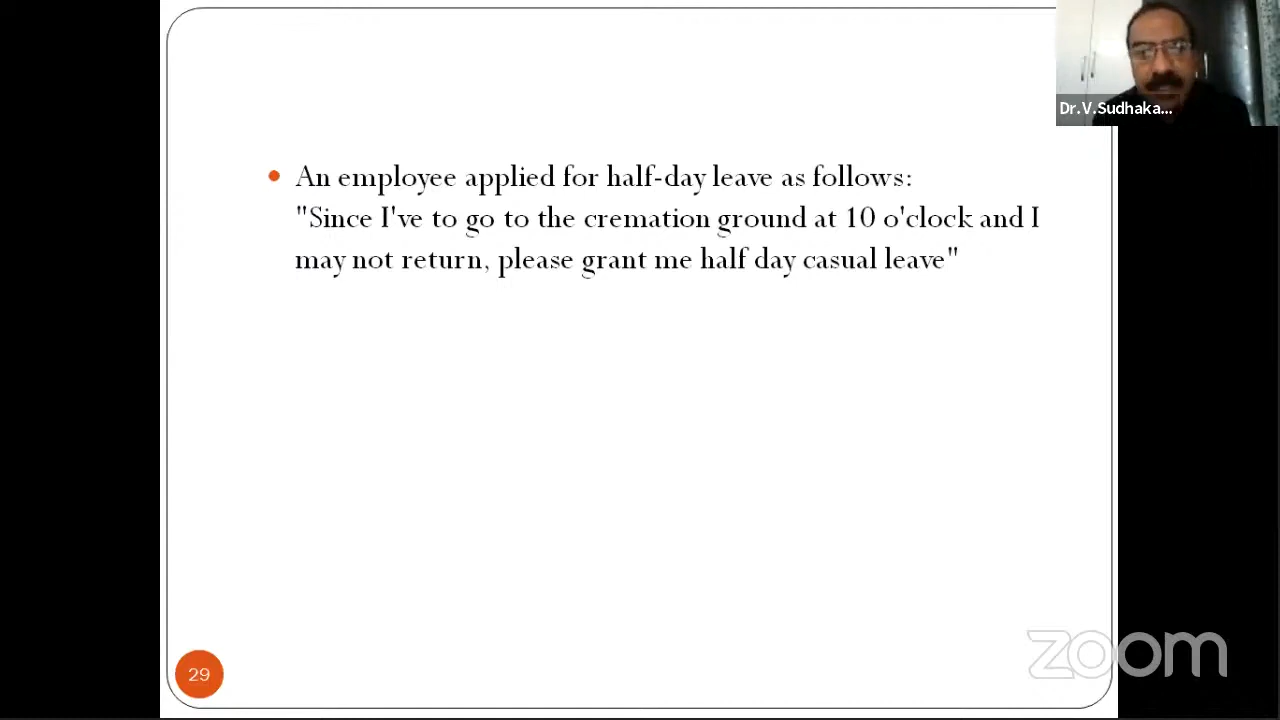 Dr.V.Sudhaka...
An employee applied for half-day leave as follows:
"Since I've to go to the cremation ground at 10 o'clock and I
may not return, please grant me half day casual leave"
29
zoom